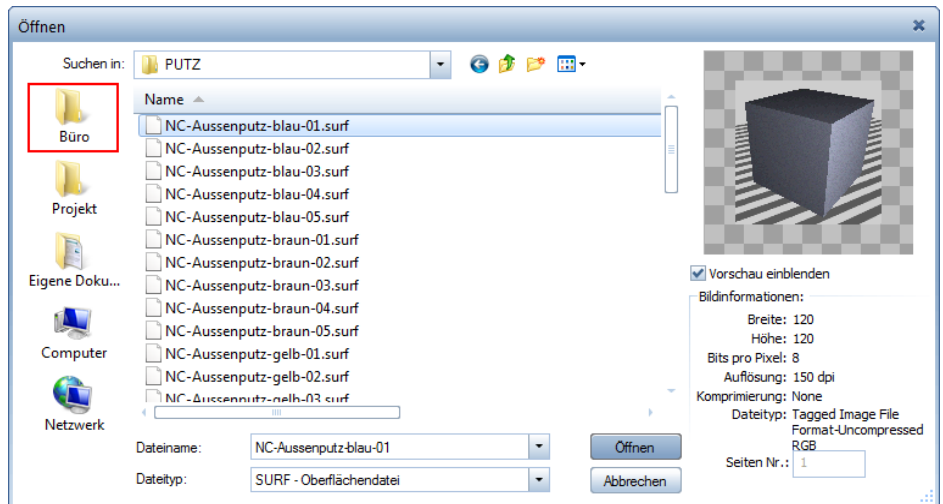 Öffnen
Suchen in: PUTZ
Büro
Projekt
Eigene Doku...
Computer
Netzwerk
Name
NC-Aussenputz-blau-01.surf
NC-Aussenputz-blau-02.surf
NC-Aussenputz-blau-03.surf
NC-Aussenputz-blau-04.surf
NC-Aussenputz-blau-05.surf
NC-Aussenputz-braun-01.surf
NC-Aussenputz-braun-02.surf
NC-Aussenputz-braun-03.surf
NC-Aussenputz-braun-04.surf
NC-Aussenputz-braun-05.surf
NC-Aussenputz-gelb-01.surf
NC-Aussenputz-gelb-02.surf
NC-Aussenputz-gelb-03.surf
Dateiname: NC-Aussenputz-blau-01 Öffnen
Dateityp: SURF - Oberflächendatei Abbrechen
Vorschau einblenden
Bildinformationen:
Breite: 120
Höhe: 120
Bits pro Pixel: 8
Auflösung: 150 dpi
Komprimierung: None
Dateityp: Tagged Image File
Format-Uncompressed
RGB
Seiten Nr.: 1